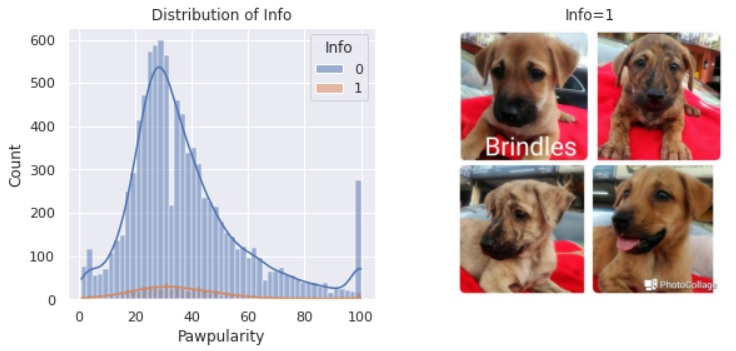 Distribution of Info
600
500
400
300
200
100
0
Count
0 20 40 60 80 100
Pawpularity
Info
0
1
Info=1
Brindles
PhotoCollage